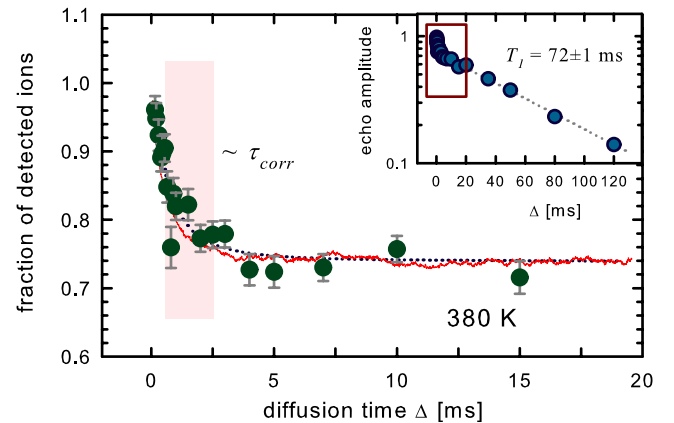 fraction of detected ions
1.1
1.0
0.9
0.8
0.7
0.6
~ τcorr
380 K
0
5
10
15
20
diffusion time Δ [ms]
echo amplitude
1
0.1
T1 = 72±1 ms
0 20 40 60 80 100 120
Δ [ms]